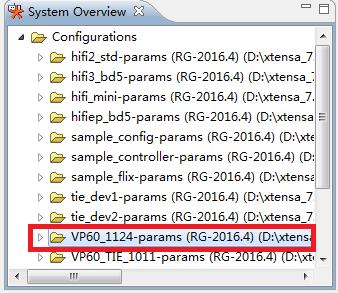 System Overview
Configurations
hifi2_std-params (RG-2016.4) (D:\xtensa_7.
hifi3_bd5-params (RG-2016.4) (D:\xtensa_7.
hifi_mini-params (RG-2016.4) (D:\xtensa_7.
hifiep_bd5-params (RG-2016.4) (D:\xtensa_
sample_config-params (RG-2016.4) (D:\xte
sample_controller-params (RG-2016.4) (D:
sample_flix-params (RG-2016.4) (D:\xtensa
tie_dev1-params (RG-2016.4) (D:\xtensa_7.
tie_dev2-params (RG-2016.4) (D:\xtensa_7.
VP60_1124-params (RG-2016.4) (D:\xtensa
VP60_TIE_1011-params (RG-2016.4) (D:\xte